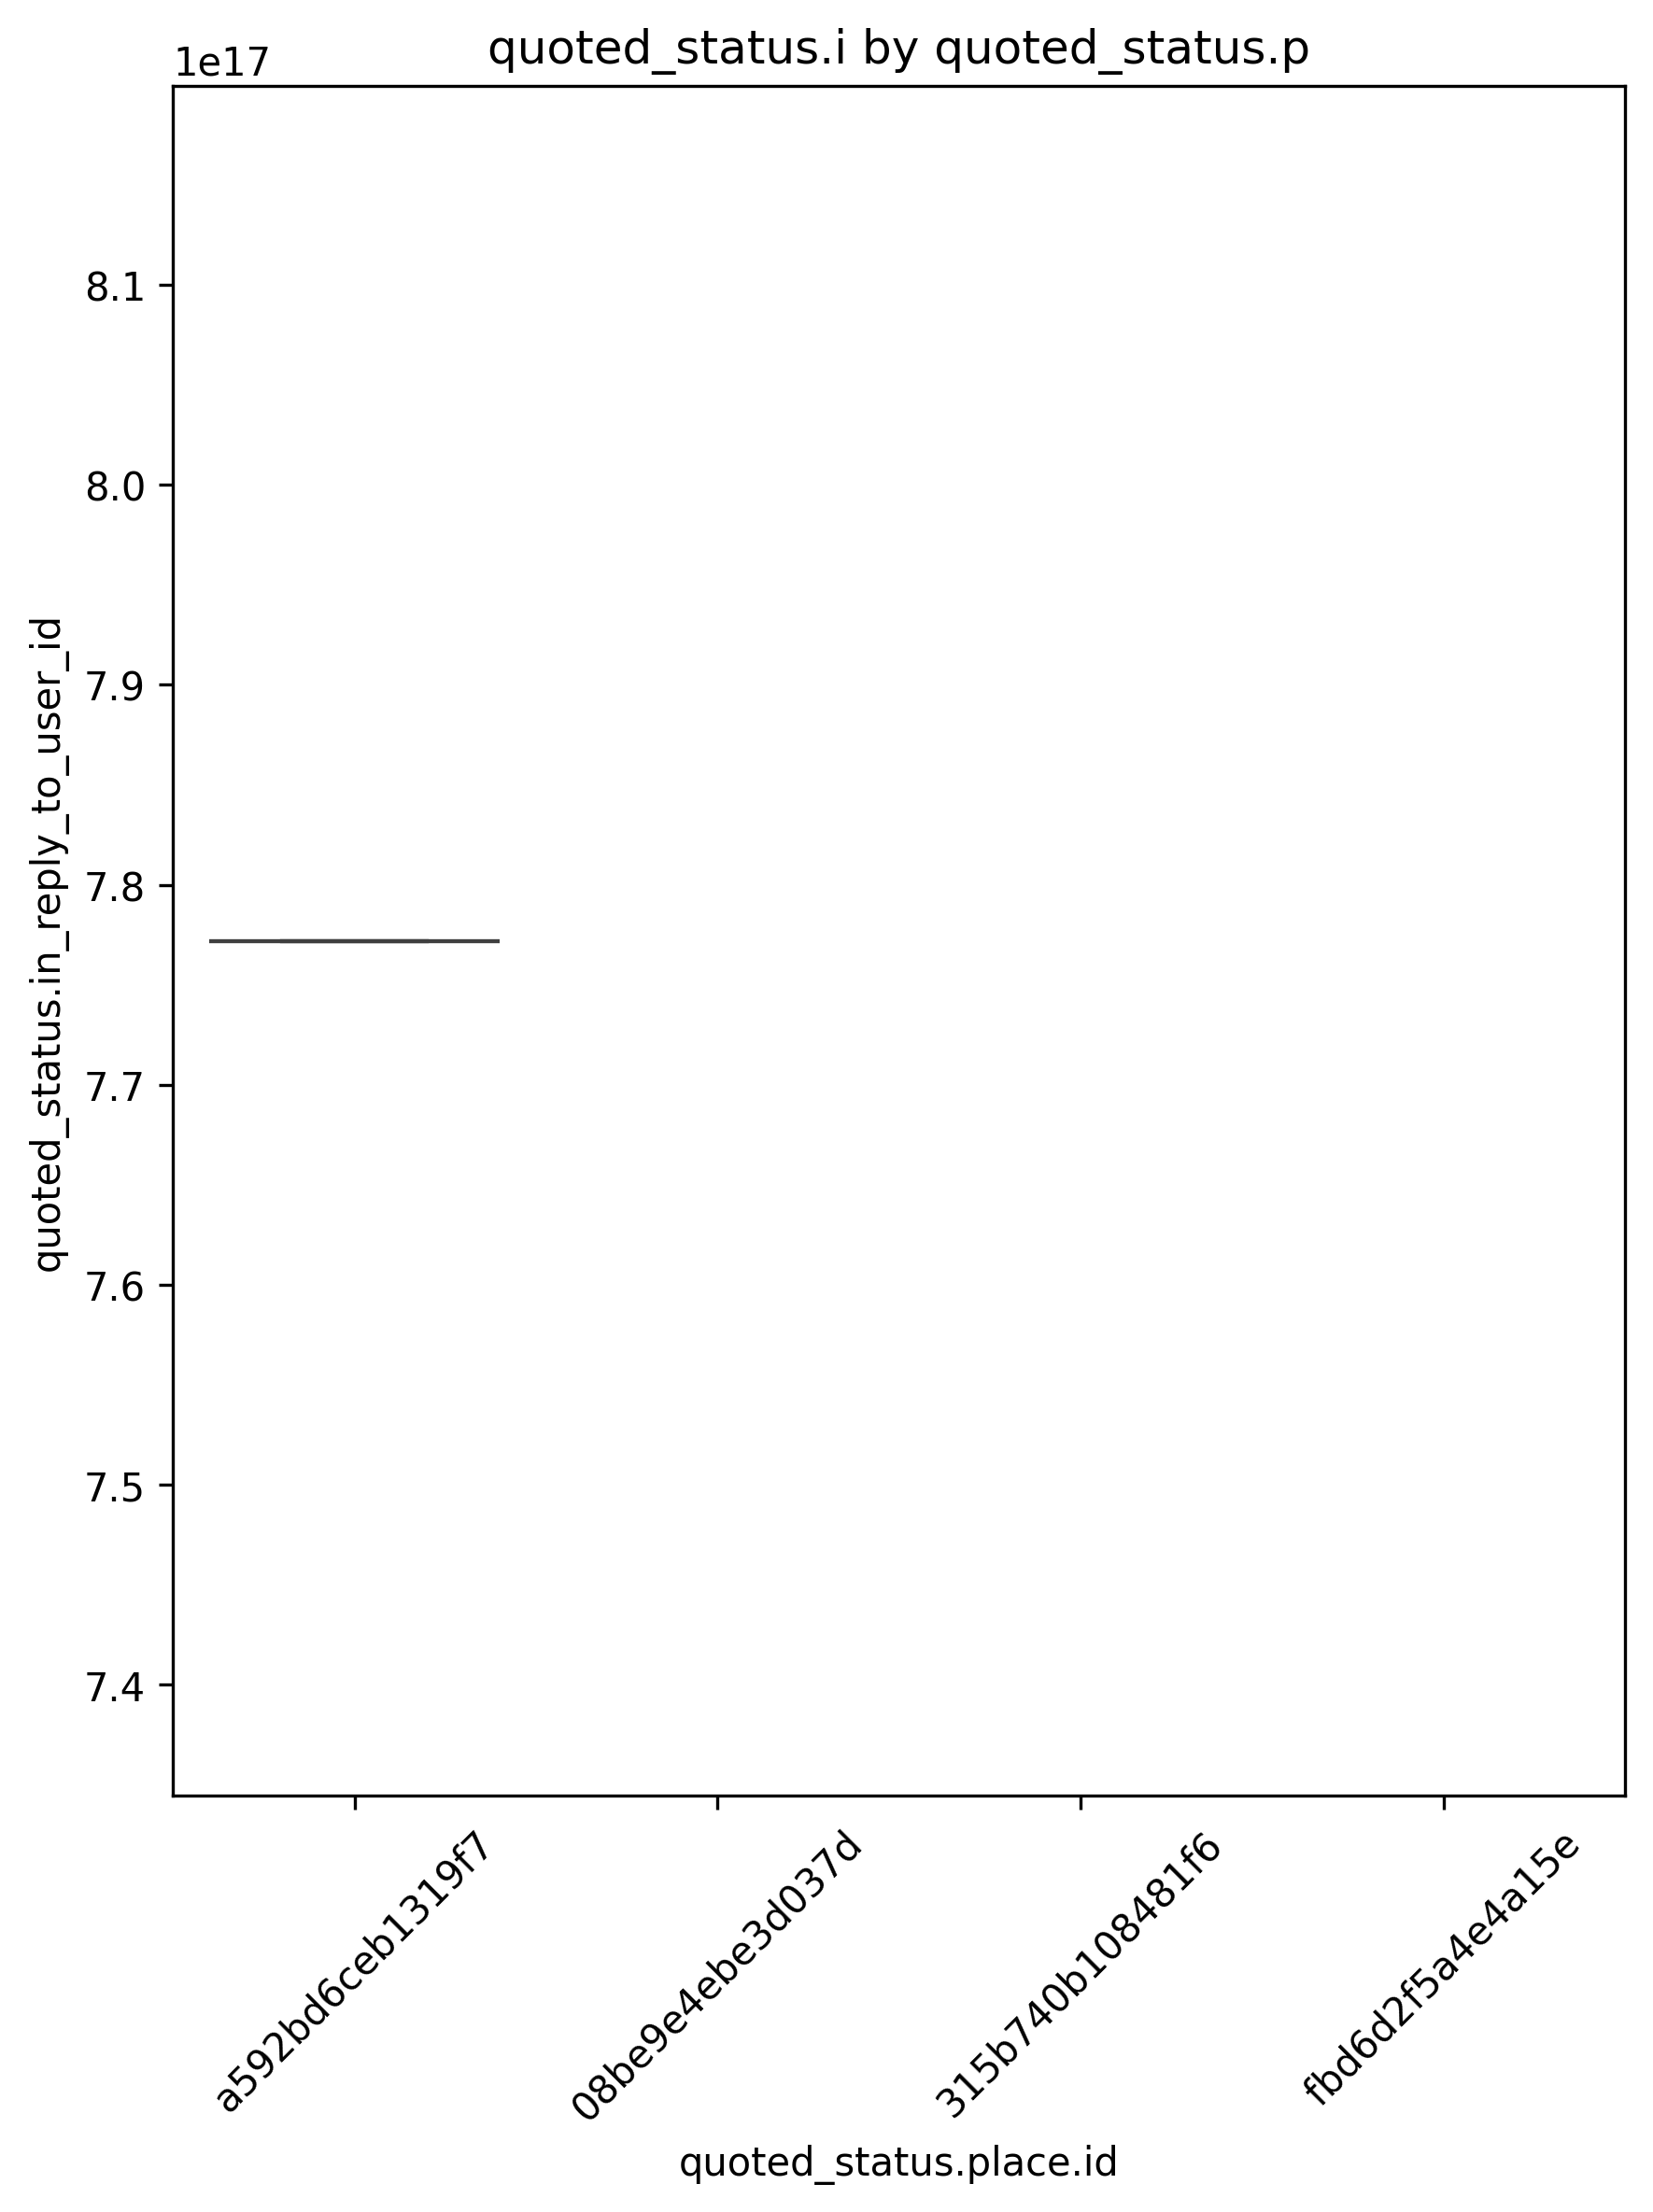 quoted_status.i by quoted_status.p
1e17
8.1
8.0
7.9
7.8
7.7
7.6
7.5
7.4
quoted_status.in_reply_to_user_id
a592bd6ceb1319f7
08be9e4ebe3d037d
315b740b108481f6
fbd6d2f5a4e4a15e
quoted_status.place.id